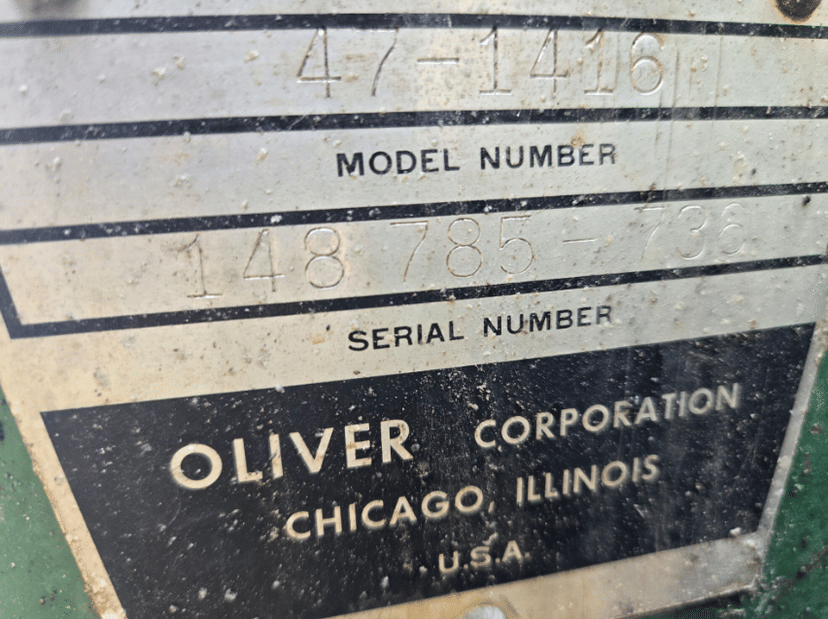 47-1416
MODEL NUMBER
148 785-736
SERIAL NUMBER
OLIVER CORPORATION
CHICAGO, ILLINOIS
U.S.A.